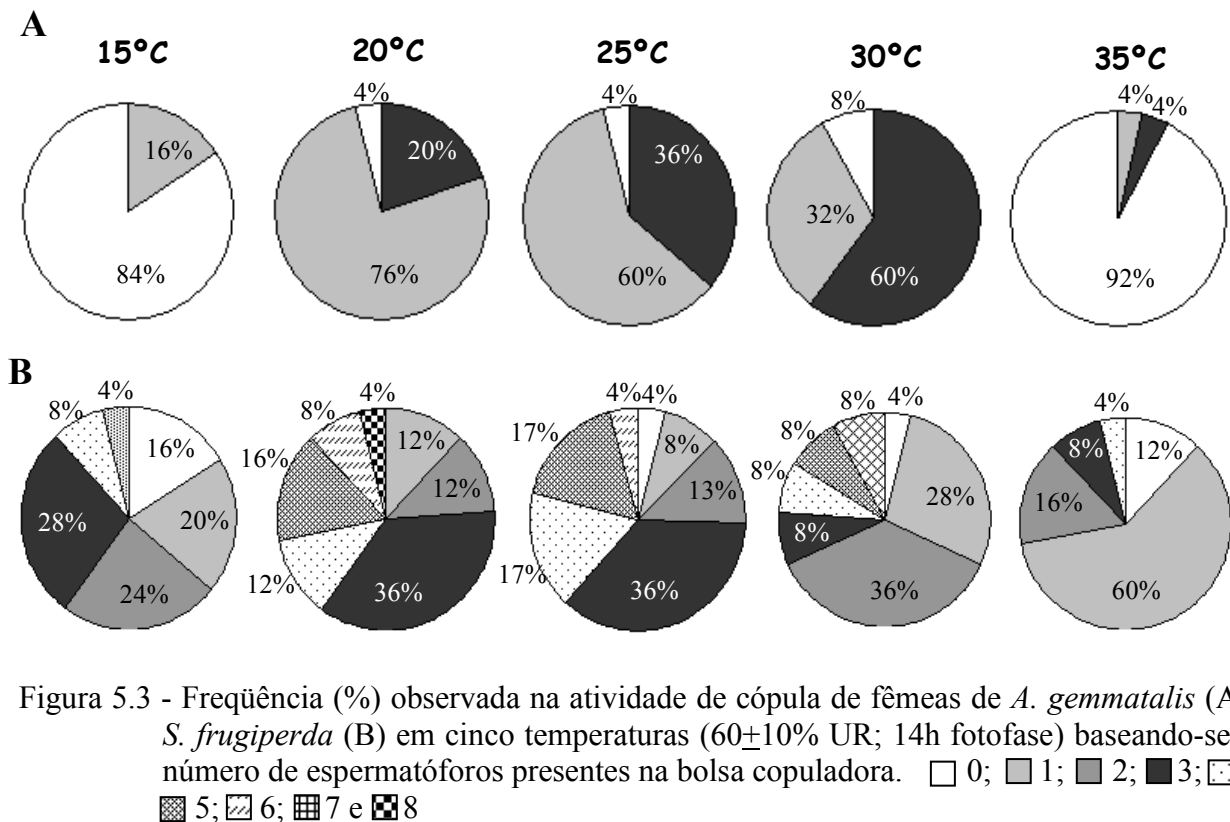 A
15°C 20°C 25°C 30°C 35°C
16% 84%
4% 20% 76%
4% 36% 60%
8% 32% 60%
4% 4% 92%
B
4% 8% 16% 28% 20% 24%
4% 8% 12% 16% 12% 12% 36%
4% 4% 8% 17% 13% 17% 36%
4% 8% 8% 28% 8% 8% 36%
4% 8% 12% 16% 60%
Figura 5.3 - Freqüência (%) observada na atividade de cópula de fêmeas de A. gemmatalis (A
S. frugiperda (B) em cinco temperaturas (60±10% UR; 14h fotofase) baseando-se
número de espermatóforos presentes na bolsa copuladora. 0; 1; 2; 3;
5; 6; 7 e 8